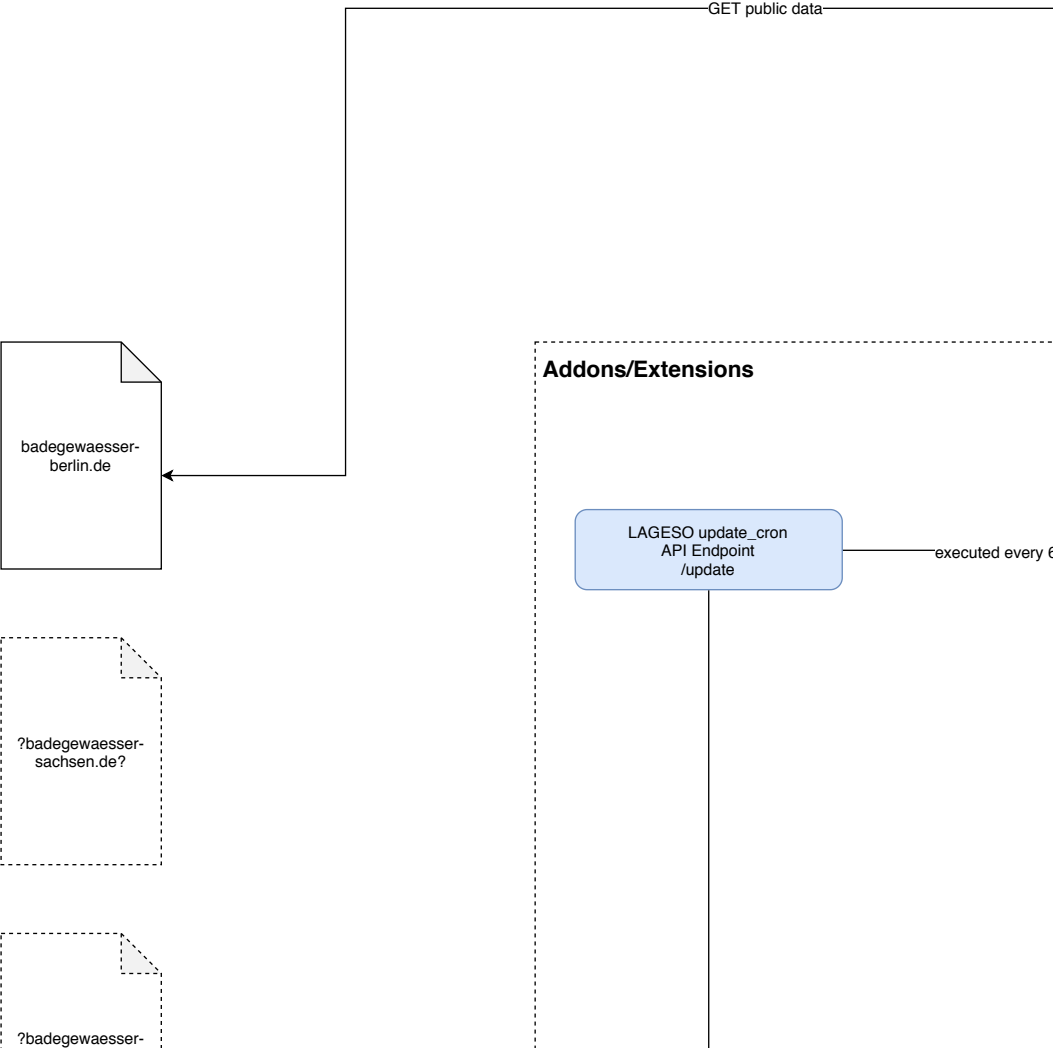 GET public data
Addons/Extensions
badegewaesser-
berlin.de
LAGESO update_cron
API Endpoint
/update
executed every 6
?badegewaesser-
sachsen.de?
?badegewaesser-